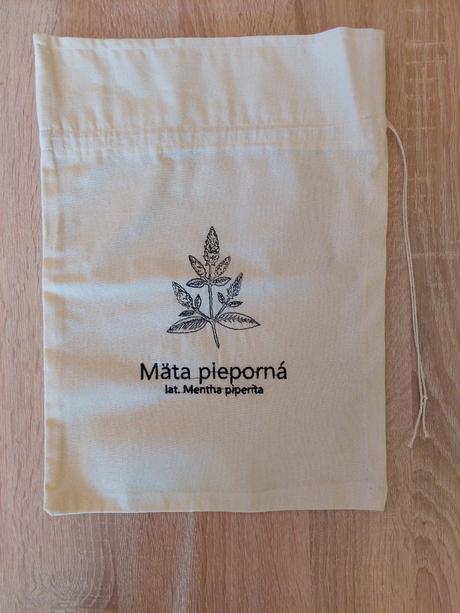 Mäta pieporná
lat. Mentha piperita